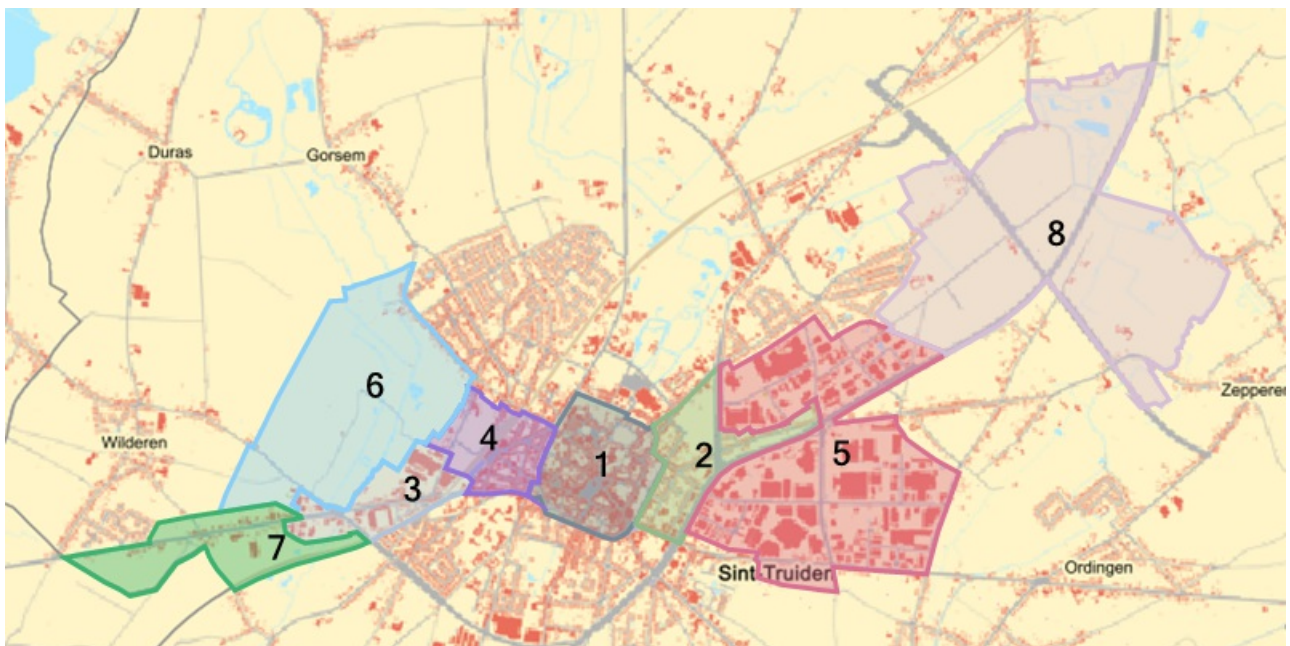 Duras
Gorsem
8
6
Zepperen
4
Wilderen
1
2
5
3
7
Sint Truiden
Ordingen